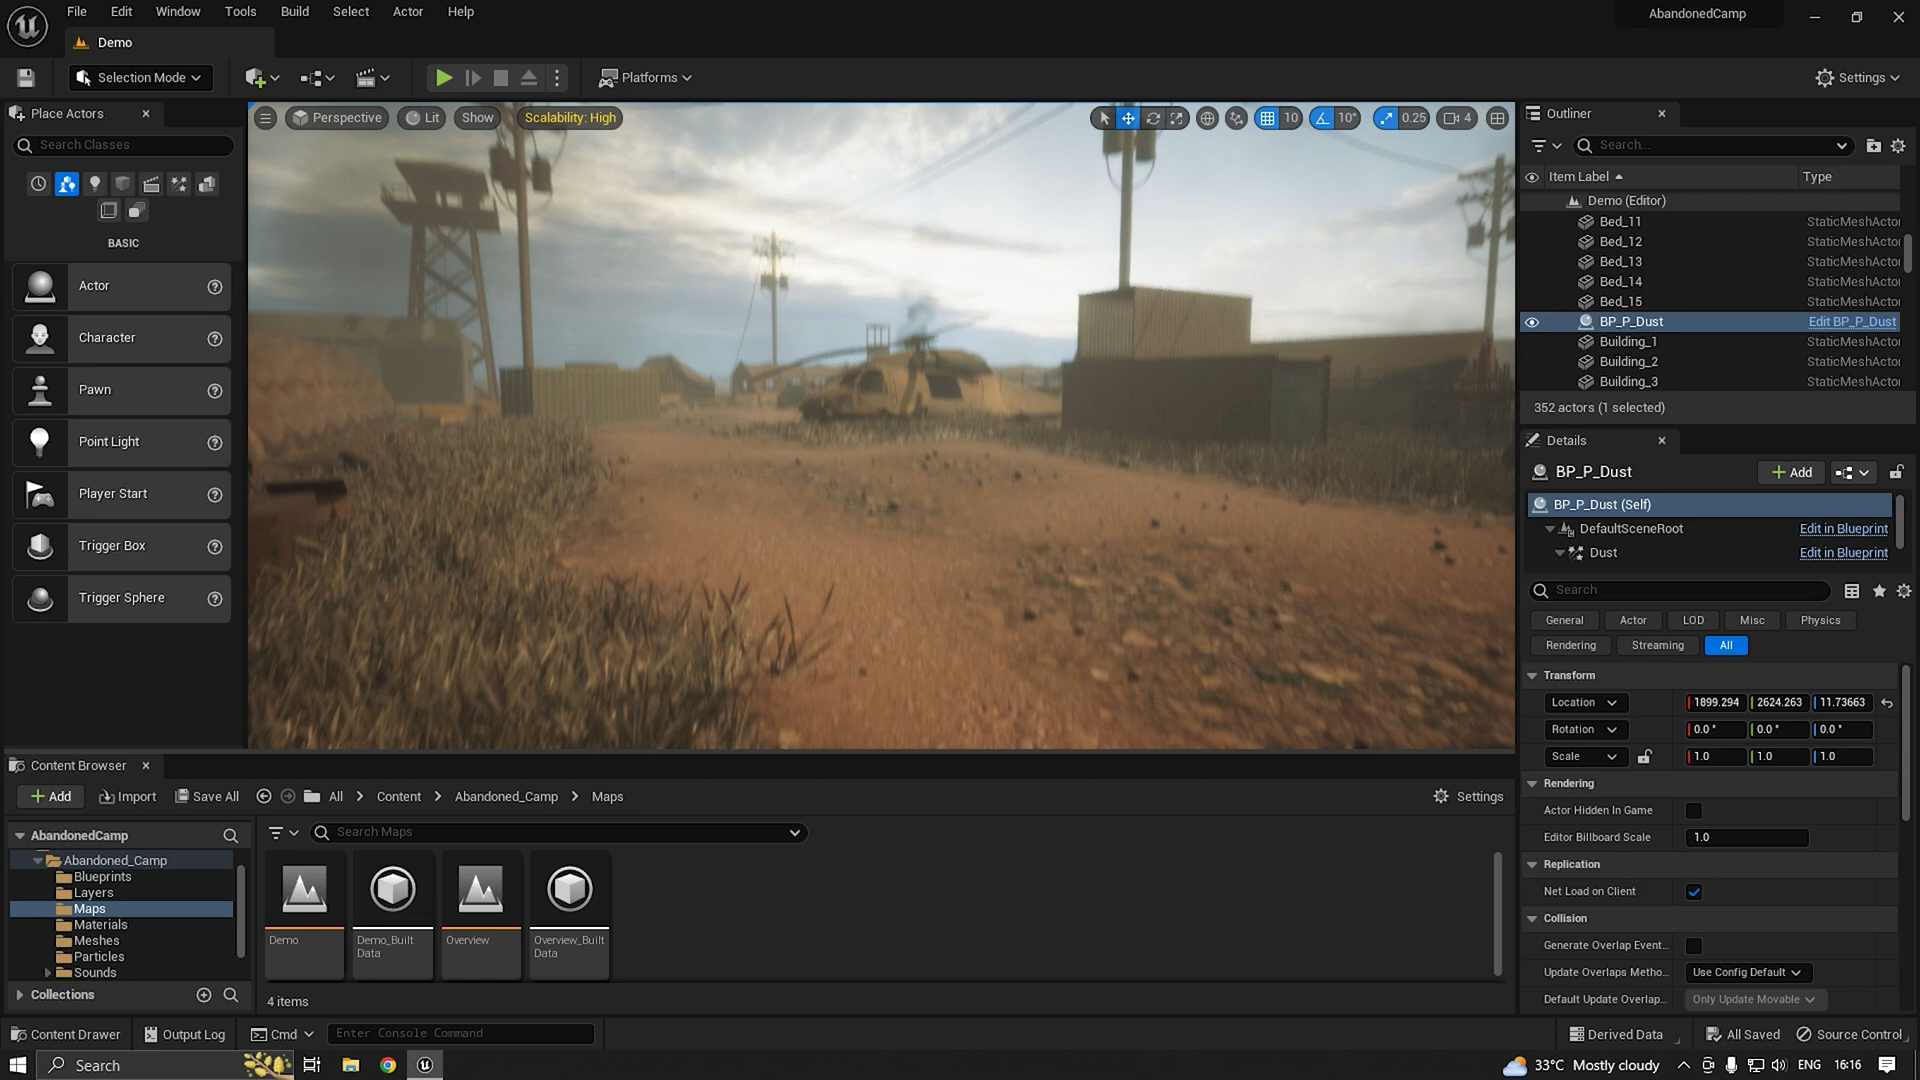 File Edit Window Tools Build Select Actor Help
AbandonedCamp
Demo
Selection Mode
Platforms
Settings
Place Actors
Search Classes
BASIC
Actor
Character
Pawn
Point Light
Player Start
Trigger Box
Trigger Sphere
Perspective
Lit
Show
Scalability: High
10
10°
0.25
4
Outliner
Search...
Item Label
Type
Demo (Editor)
Bed_11 StaticMeshActo
Bed_12 StaticMeshActo
Bed_13 StaticMeshActo
Bed_14 StaticMeshActo
Bed_15 StaticMeshActo
BP_P_Dust Edit BP_P_Dust
Building_1 StaticMeshActo
Building_2 StaticMeshActo
Building_3 StaticMeshActo
352 actors (1 selected)
Details
BP_P_Dust
Add
BP_P_Dust (Self)
DefaultSceneRoot Edit in Blueprint
Dust Edit in Blueprint
Search
General Actor LOD Misc Physics
Rendering Streaming All
Transform
Location 1899.294 2624.263 11.73663
Rotation 0.0° 0.0° 0.0°
Scale 1.0 1.0 1.0
Rendering
Actor Hidden In Game
Editor Billboard Scale 1.0
Replication
Net Load on Client
Collision
Generate Overlap Event...
Update Overlaps Metho... Use Config Default
Default Update Overlap... Only Update Movable
Content Browser
Add Import Save All All Content Abandoned_Camp Maps Settings
AbandonedCamp
Abandoned_Camp
Blueprints
Layers
Maps
Materials
Meshes
Particles
Sounds
Collections
Search Maps
Demo
Demo_Built
Data
Overview
Overview_Built
Data
4 items
Content Drawer Output Log Cmd Enter Console Command Derived Data All Saved Source Control
Search 33°C Mostly cloudy ENG 16:16